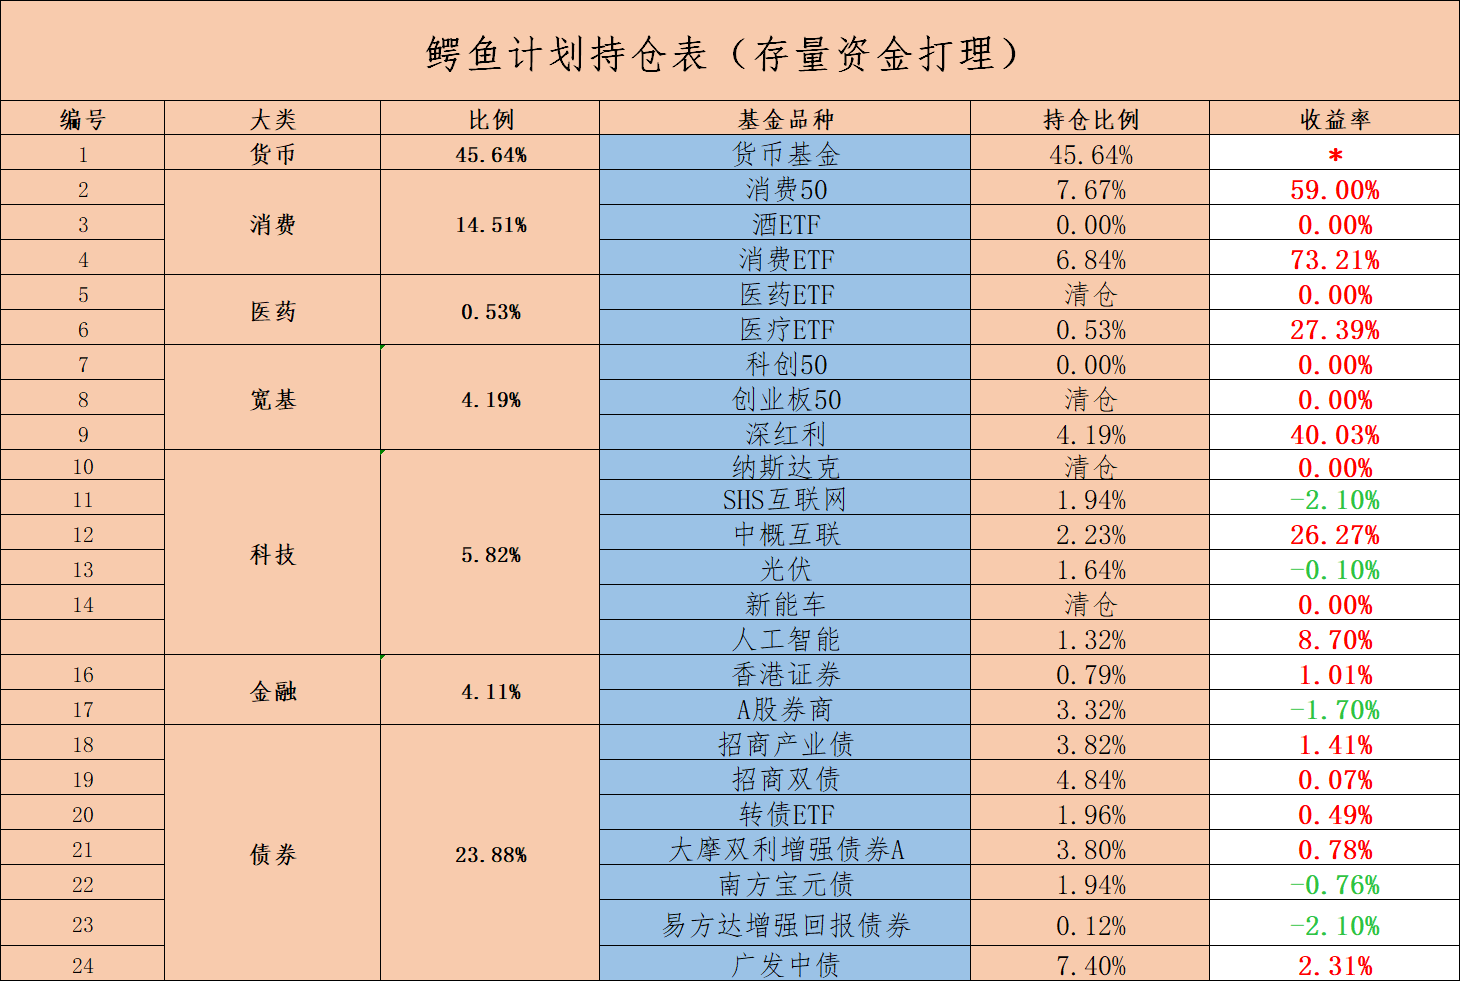 鳄鱼计划持仓表（存量资金打理）
编号 大类 比例 基金品种 持仓比例 收益率
1 货币 45.64% 货币基金 45.64% *
2 消费 14.51% 消费50 7.67% 59.00%
3 酒ETF 0.00% 0.00%
4 消费ETF 6.84% 73.21%
5 医药 0.53% 医药ETF 清仓 0.00%
6 医疗ETF 0.53% 27.39%
7 宽基 4.19% 科创50 0.00% 0.00%
8 创业板50 清仓 0.00%
9 深红利 4.19% 40.03%
10 科技 5.82% 纳斯达克 清仓 0.00%
11 SHS互联网 1.94% -2.10%
12 中概互联 2.23% 26.27%
13 光伏 1.64% -0.10%
14 新能车 清仓 0.00%
人工智能 1.32% 8.70%
16 金融 4.11% 香港证券 0.79% 1.01%
17 A股券商 3.32% -1.70%
18 债券 23.88% 招商产业债 3.82% 1.41%
19 招商双债 4.84% 0.07%
20 转债ETF 1.96% 0.49%
21 大摩双利增强债券A 3.80% 0.78%
22 南方宝元债 1.94% -0.76%
23 易方达增强回报债券 0.12% -2.10%
24 广发中债 7.40% 2.31%